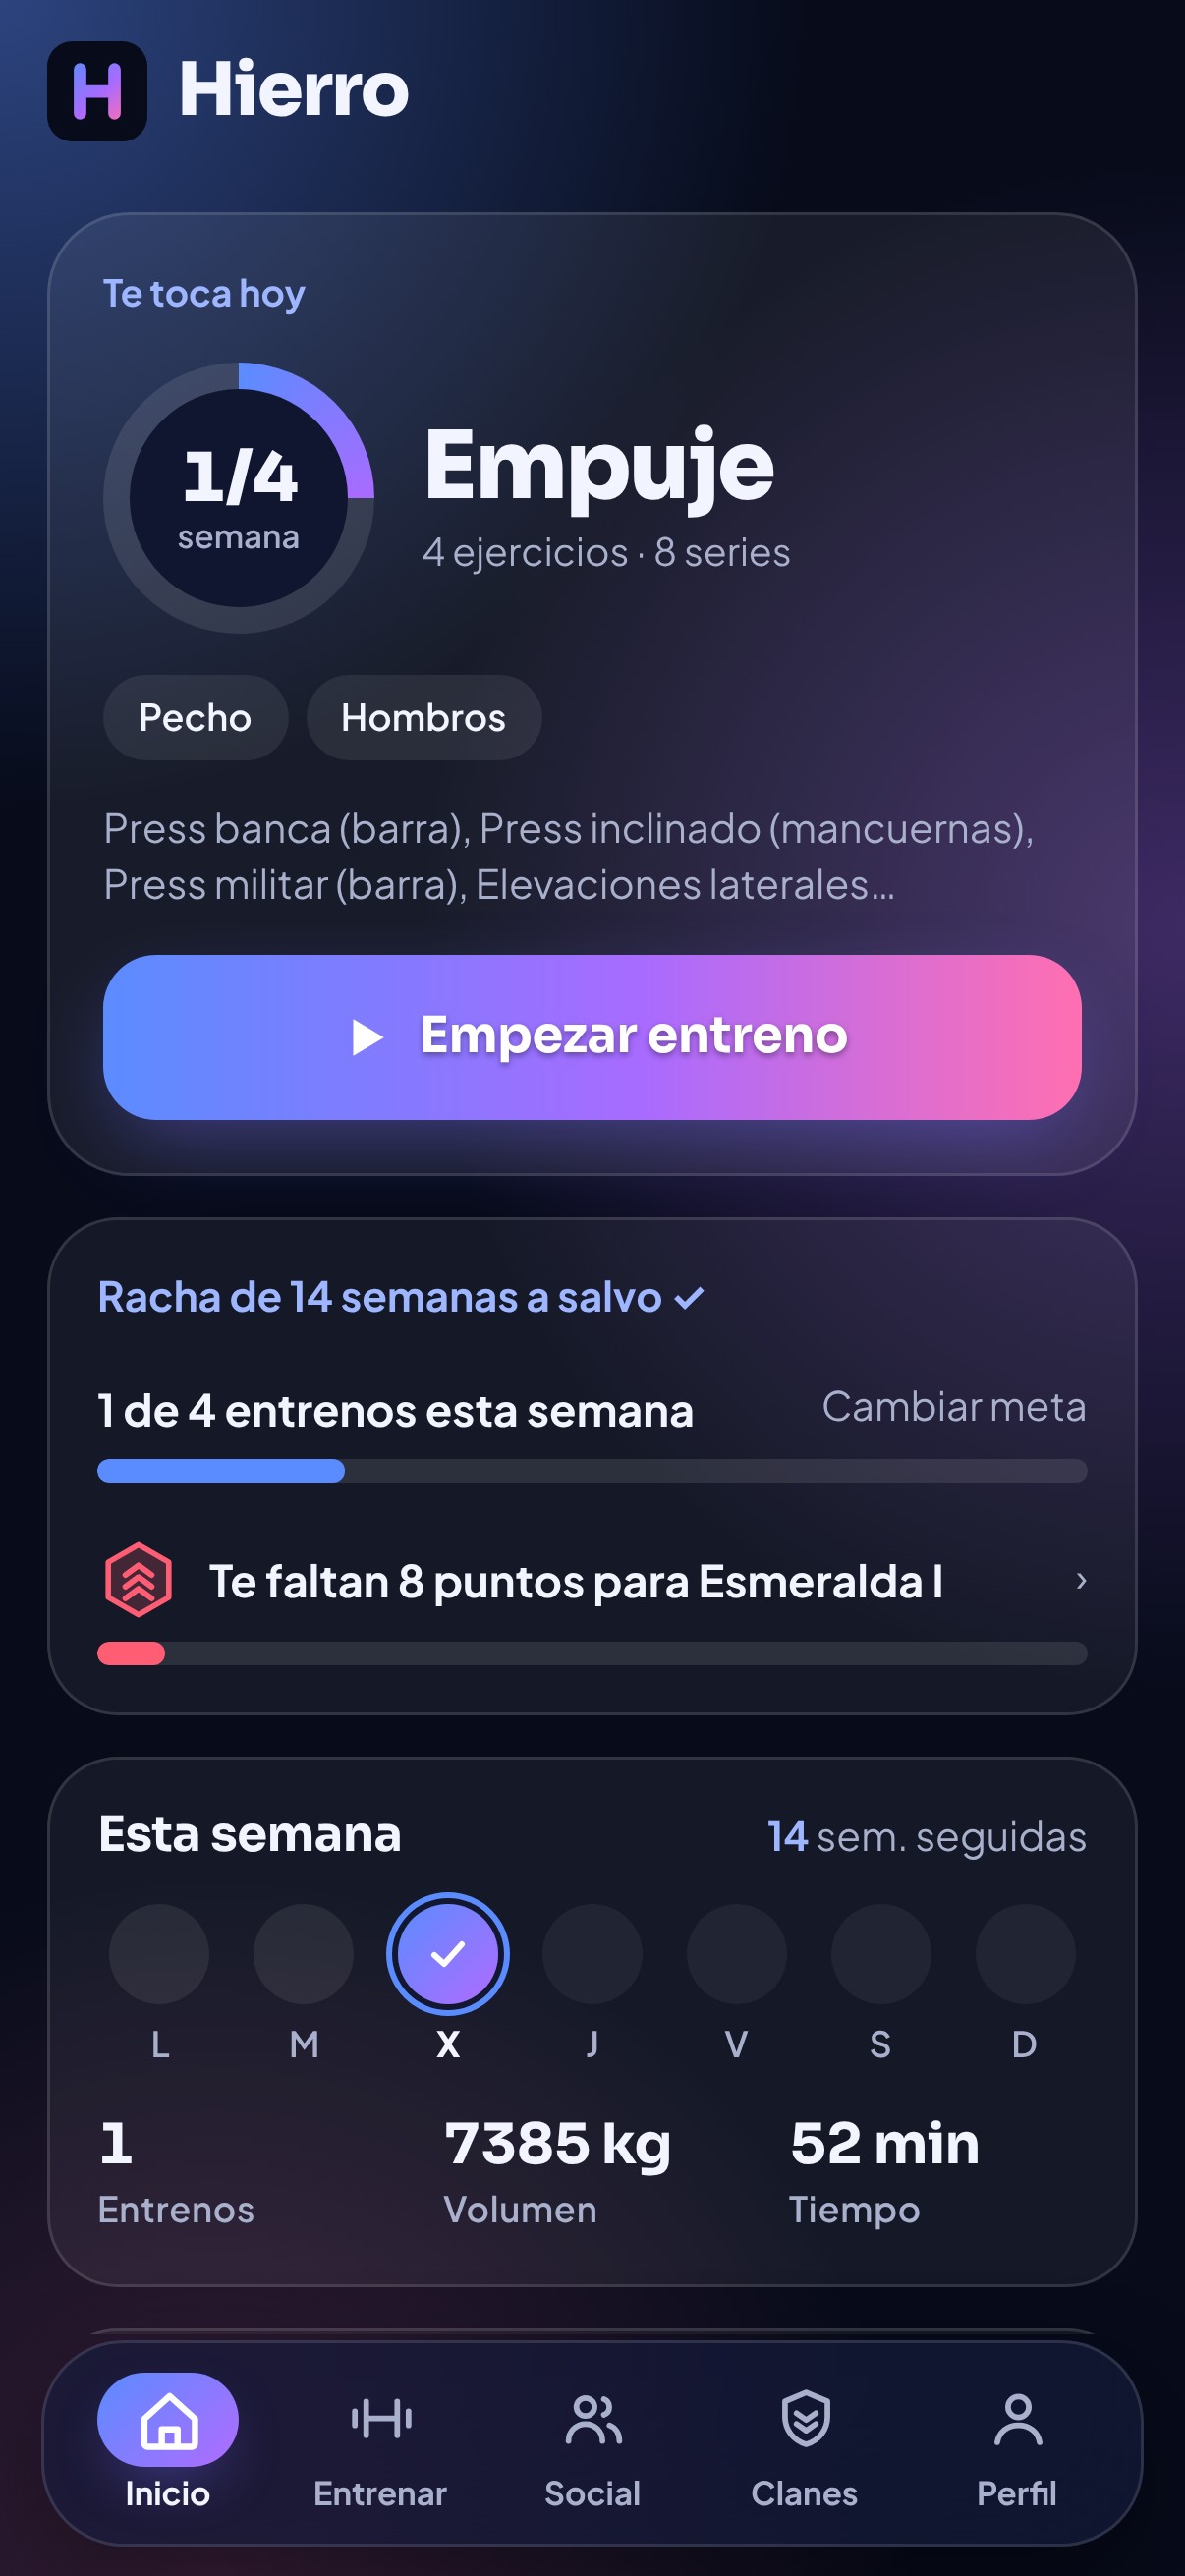 Hierro
Te toca hoy
1/4
semana
Empuje
4 ejercicios · 8 series
Pecho
Hombros
Press banca (barra), Press inclinado (mancuernas),
Press militar (barra), Elevaciones laterales...
Empezar entreno
Racha de 14 semanas a salvo ✓
1 de 4 entrenos esta semana
Cambiar meta
Te faltan 8 puntos para Esmeralda I
Esta semana
14 sem. seguidas
L M X J V S D
1
Entrenos
7385 kg
Volumen
52 min
Tiempo
Inicio
Entrenar
Social
Clanes
Perfil